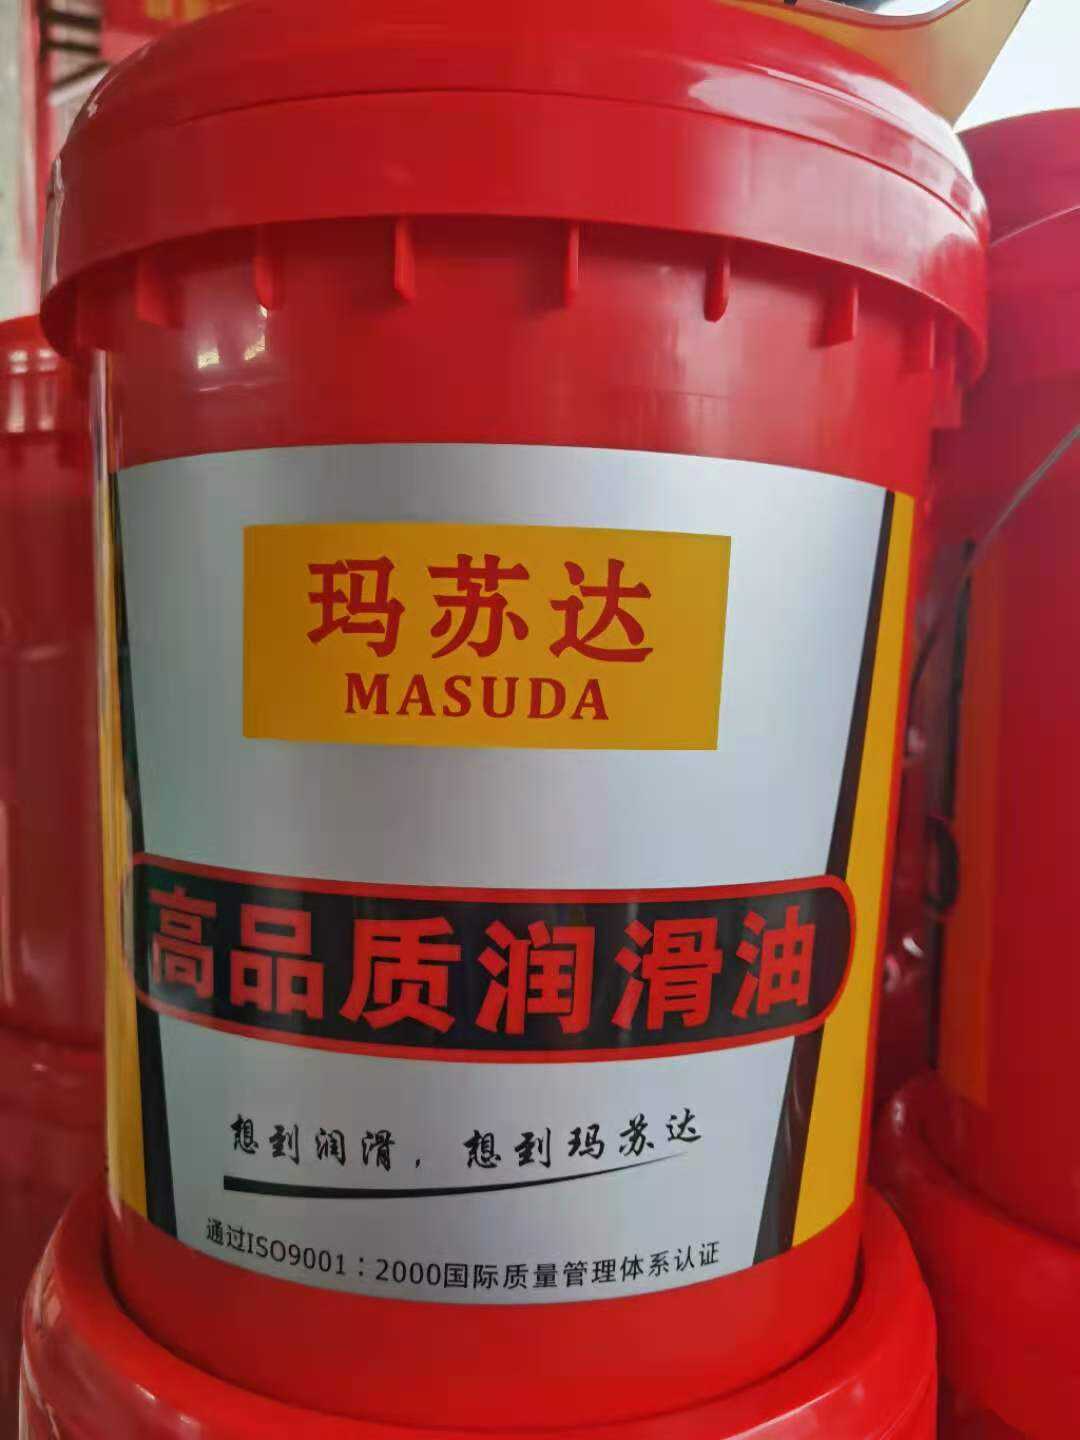 玛苏达
MASUDA
高品质润滑油
想到润滑，想到玛苏达
通过ISO9001：2000国际质量管理体系认证